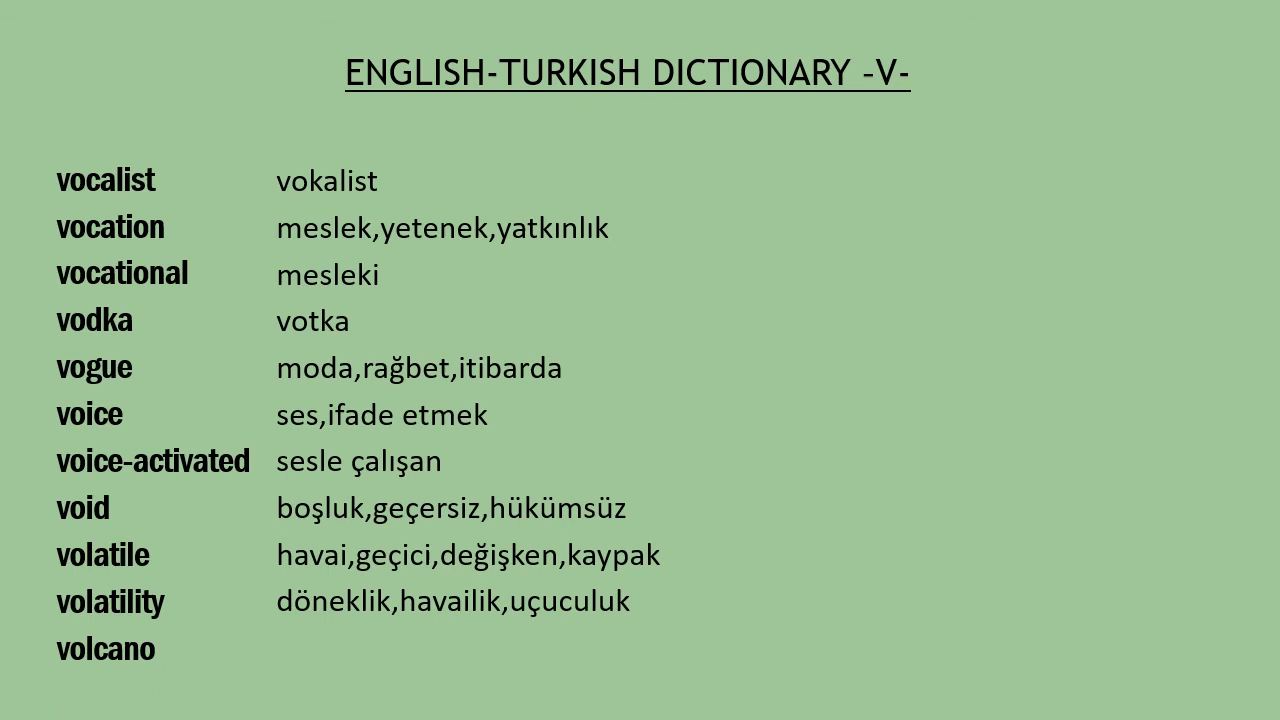 ENGLISH-TURKISH DICTIONARY –V-
vocalist vokalist
vocation meslek,yetenek,yatkınlık
vocational mesleki
vodka votka
vogue moda,rağbet,itibarda
voice ses,ifade etmek
voice-activated sesle çalışan
void boşluk,geçersiz,hükümsüz
volatile havai,geçici,değişken,kaypak
volatility döneklik,havailik,uçuculuk
volcano